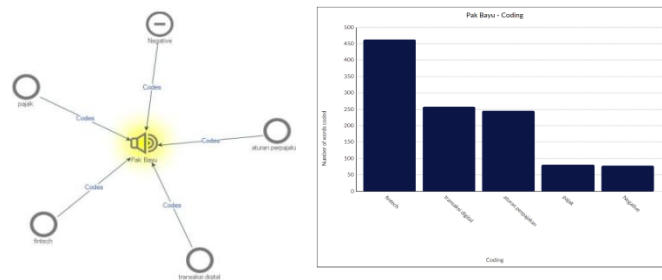 Negative
pajak
Codes
Codes
Codes
aturan perpajaku
Pak Bayu
Codes
Codes
fintech
transaksi digital
Pak Bayu - Coding
Number of words coded
500
450
400
350
300
250
200
150
100
50
0
fintech
transaksi digital
aturan perpajakan
pajak
Negative
Coding